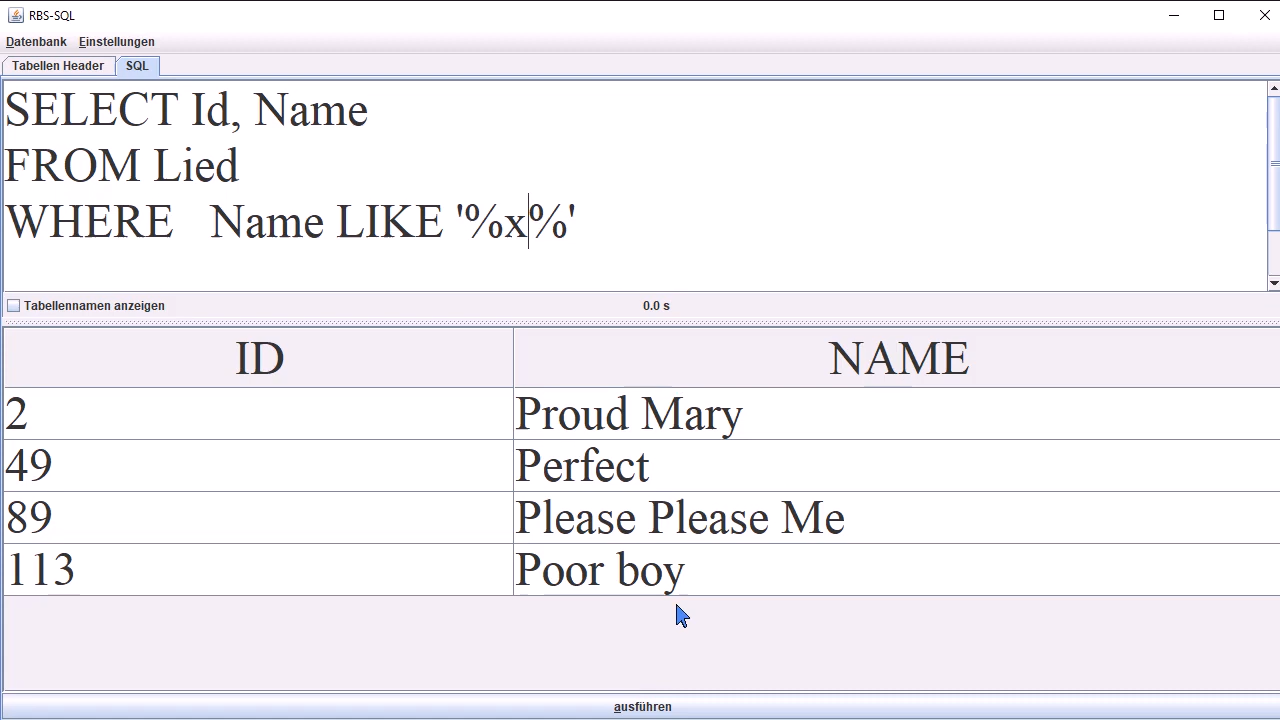 RBS-SQL
Datenbank Einstellungen
Tabellen Header SQL
SELECT Id, Name
FROM Lied
WHERE   Name LIKE '%x%'
Tabellennamen anzeigen 0.0 s
ID NAME
2 Proud Mary
49 Perfect
89 Please Please Me
113 Poor boy
ausführen